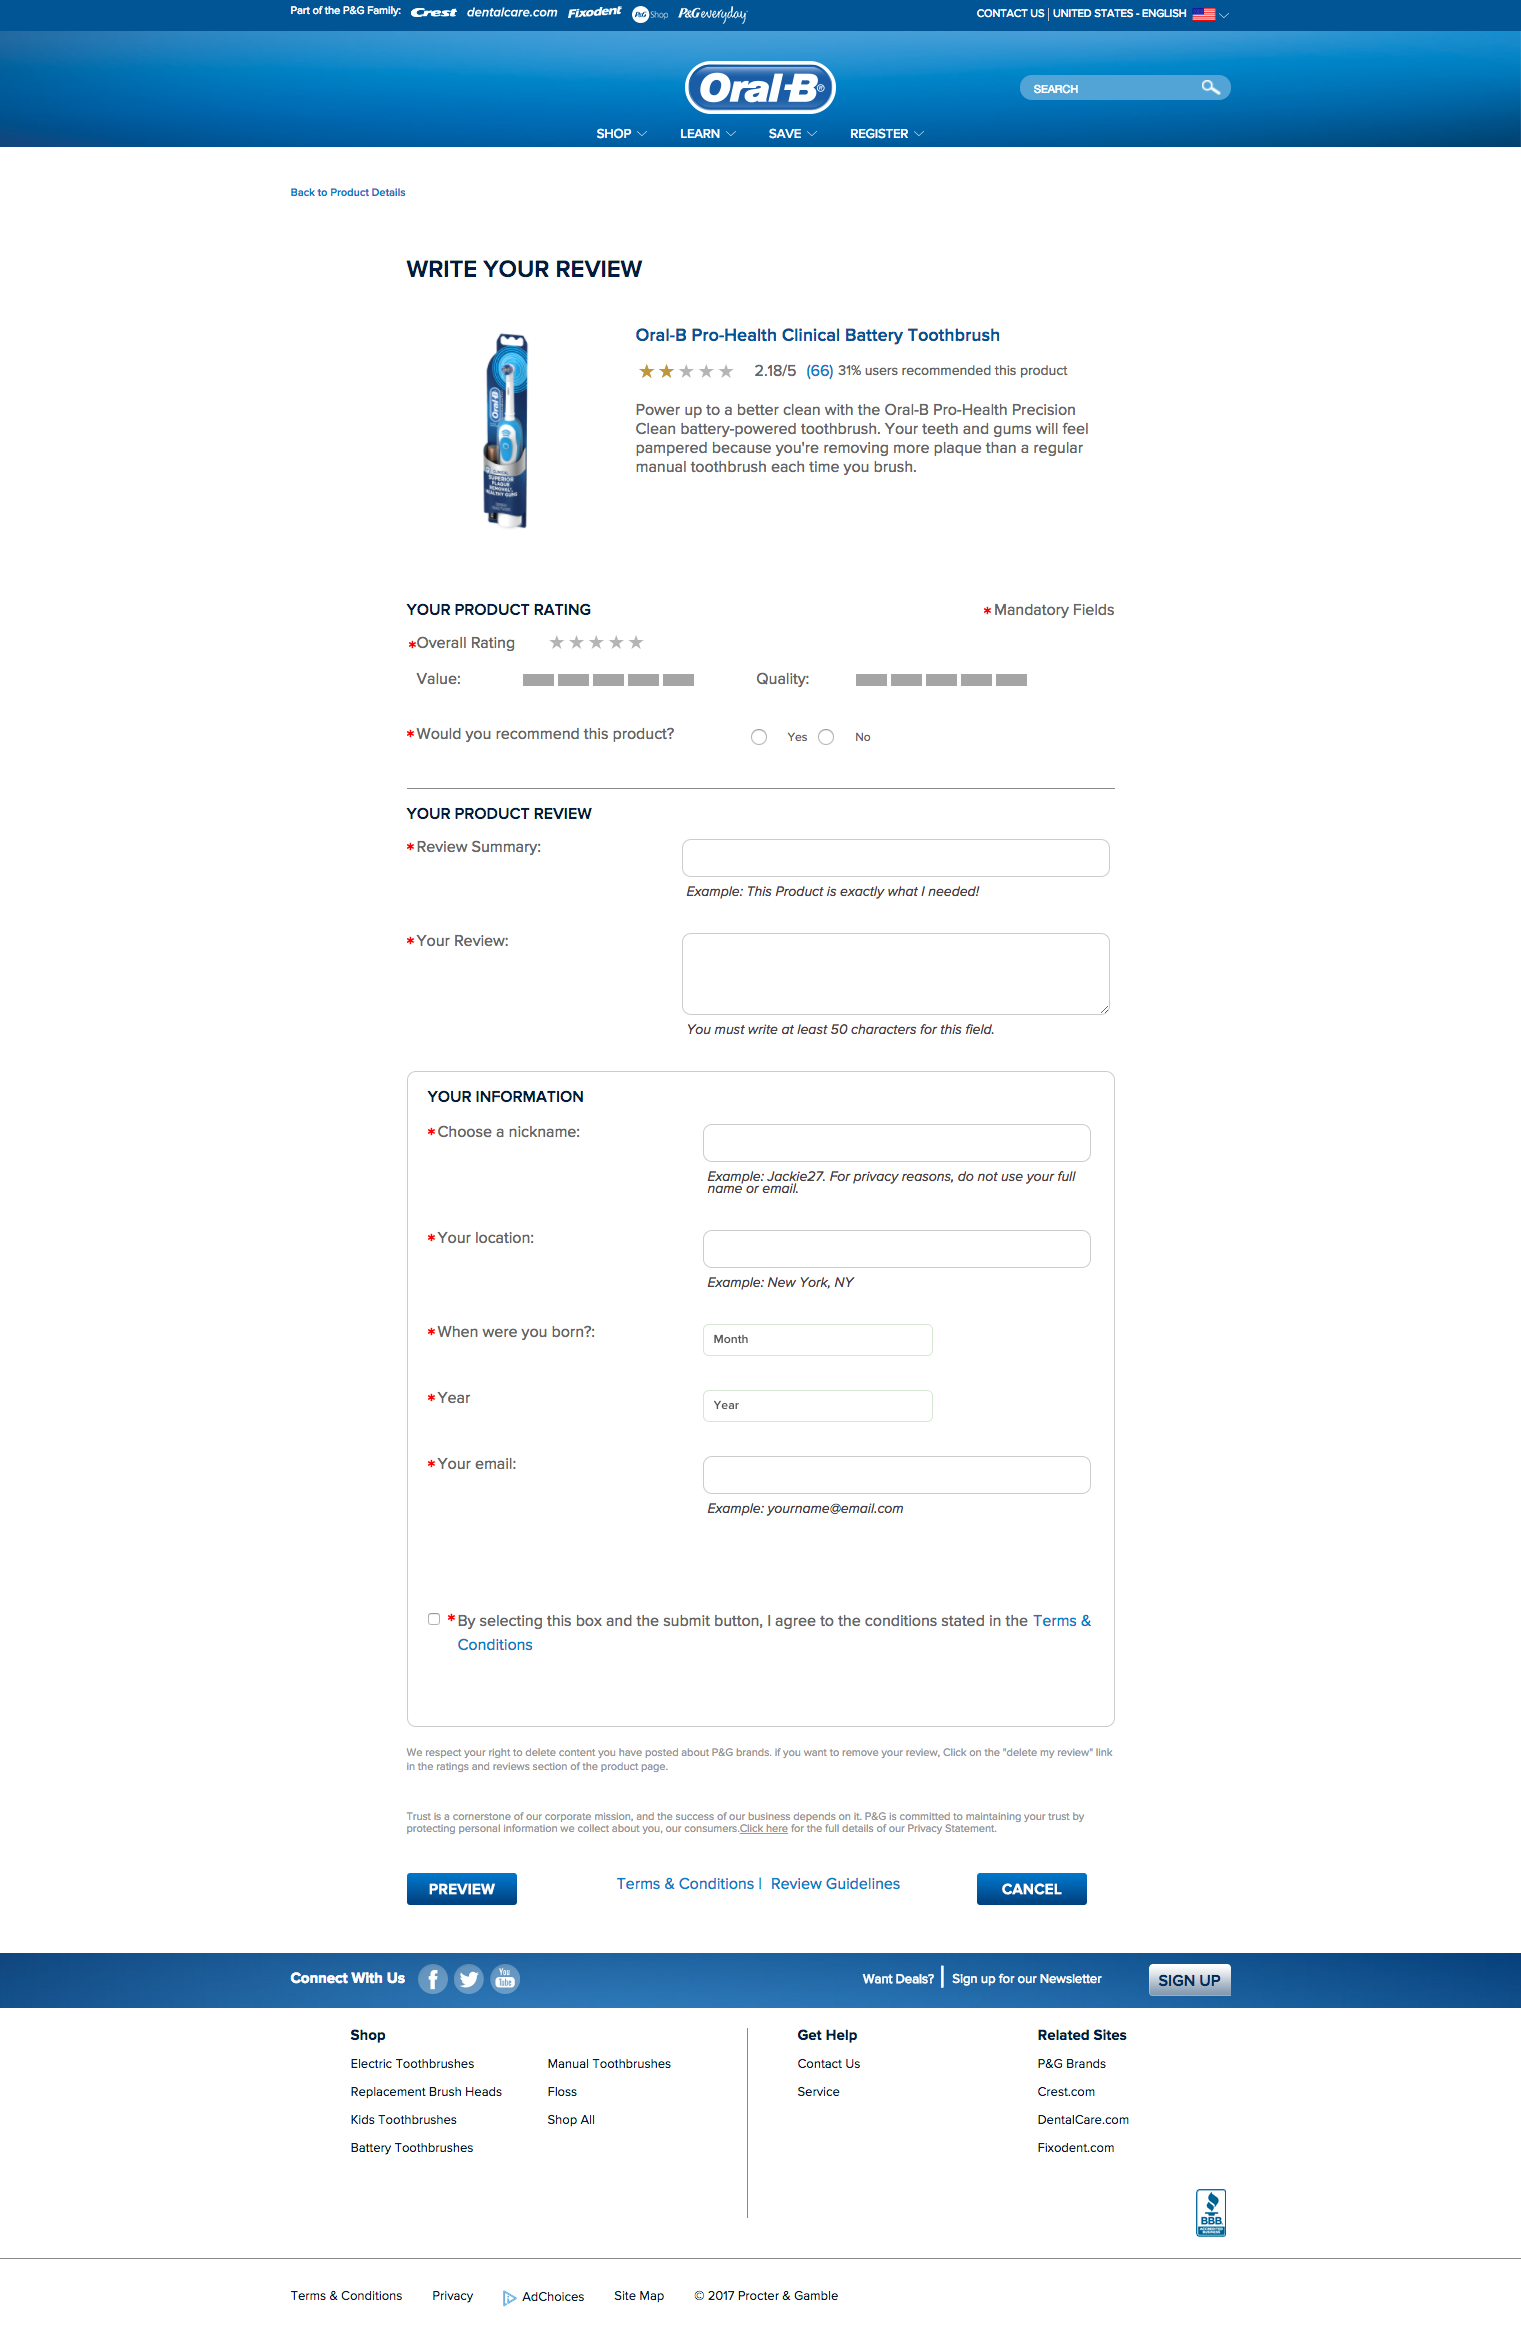 Part of the P&G Family: Crest dentalcare.com Fixodent P&G Shop P&G everyday
CONTACT US | UNITED STATES - ENGLISH
Oral-B®
SEARCH
SHOP LEARN SAVE REGISTER
Back to Product Details
WRITE YOUR REVIEW
Oral-B
CLINICAL
SUPERIOR
PLAQUE
REMOVAL
HEALTHY GUMS
Oral-B Pro-Health Clinical Battery Toothbrush
2.18/5 (66) 31% users recommended this product
Power up to a better clean with the Oral-B Pro-Health Precision
Clean battery-powered toothbrush. Your teeth and gums will feel
pampered because you're removing more plaque than a regular
manual toothbrush each time you brush.
YOUR PRODUCT RATING
* Mandatory Fields
*Overall Rating
Value:
Quality:
*Would you recommend this product?
Yes No
YOUR PRODUCT REVIEW
*Review Summary:
Example: This Product is exactly what I needed!
*Your Review:
You must write at least 50 characters for this field.
YOUR INFORMATION
*Choose a nickname:
Example: Jackie27. For privacy reasons, do not use your full
name or email.
*Your location:
Example: New York, NY
*When were you born?:
Month
*Year
Year
*Your email:
Example: yourname@email.com
*By selecting this box and the submit button, I agree to the conditions stated in the Terms &
Conditions
We respect your right to delete content you have posted about P&G brands. if you want to remove your review, Click on the "delete my review" link
in the ratings and reviews section of the product page.
Trust is a cornerstone of our corporate mission, and the success of our business depends on it. P&G is committed to maintaining your trust by
protecting personal information we collect about you, our consumers.Click here for the full details of our Privacy Statement.
PREVIEW
Terms & Conditions | Review Guidelines
CANCEL
Connect With Us
You Tube
Want Deals? | Sign up for our Newsletter
SIGN UP
Shop
Electric Toothbrushes
Replacement Brush Heads
Kids Toothbrushes
Battery Toothbrushes
Manual Toothbrushes
Floss
Shop All
Get Help
Contact Us
Service
Related Sites
P&G Brands
Crest.com
DentalCare.com
Fixodent.com
BBB
ACCREDITED
BUSINESS
Terms & Conditions Privacy AdChoices Site Map © 2017 Procter & Gamble